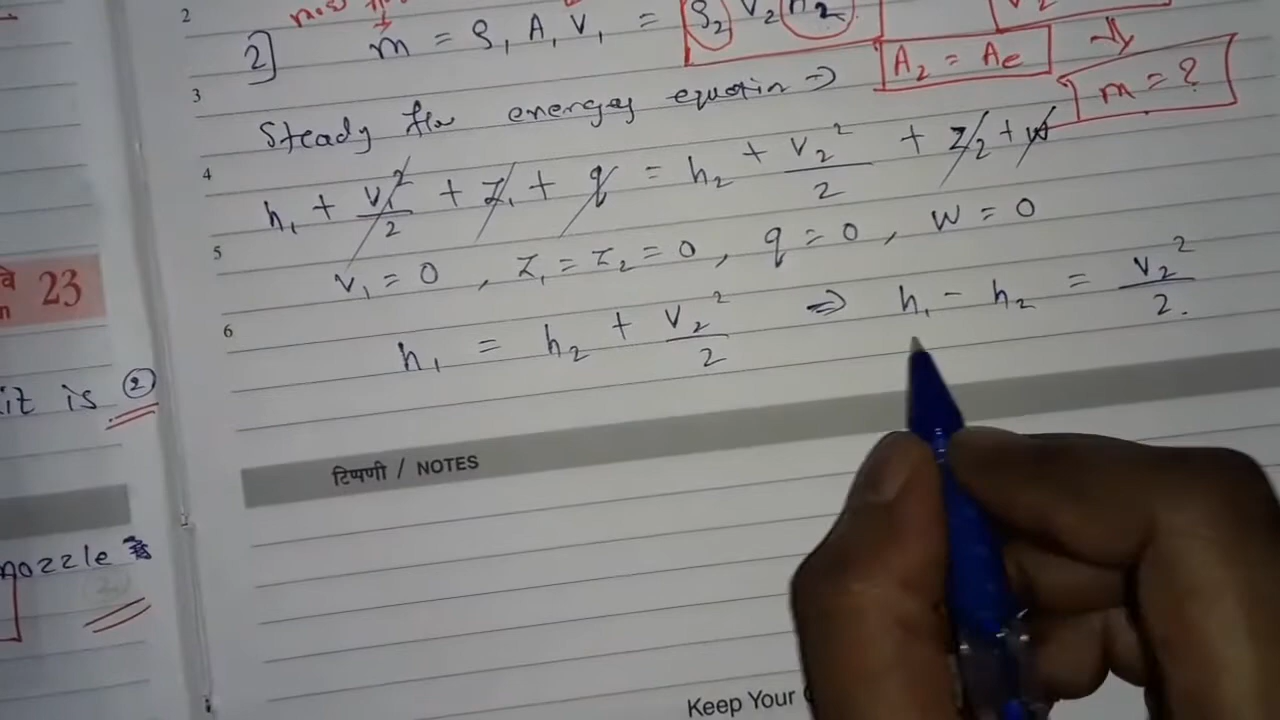 2
2] ṁ = ρ₁ A₁ V₁ = ρ₂ V₂ A₂
A₂ = Ae
m = ?
3
Steady flow energy equation ⇒
4
h₁ + V₁²/2 + Z₁ + q = h₂ + V₂²/2 + Z₂ + W
5
V₁ = 0 , Z₁ = Z₂ = 0 , q = 0 , W = 0
6
h₁ = h₂ + V₂²/2 ⇒ h₁ - h₂ = V₂²/2.
23
it is ②
टिप्पणी / NOTES
nozzle
Keep Your